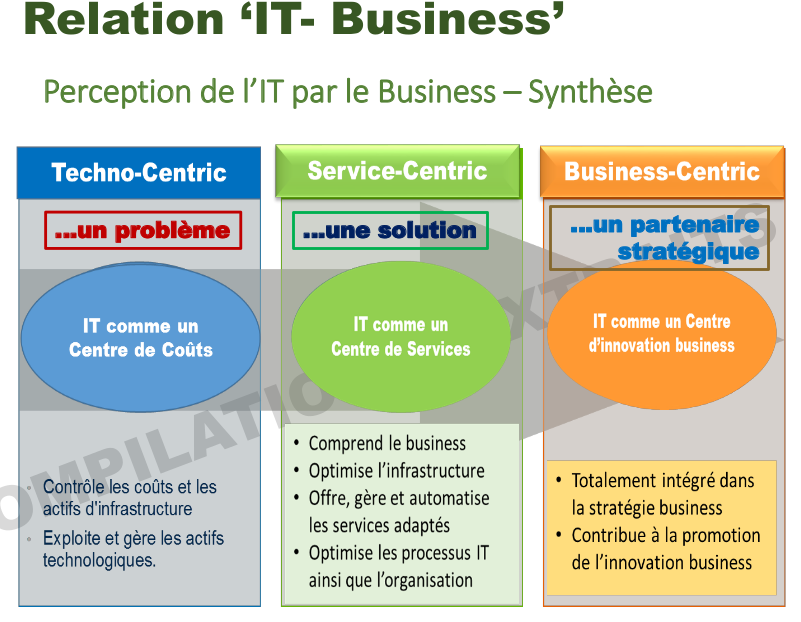 Relation ‘IT- Business’
Perception de l’IT par le Business – Synthèse
Techno-Centric
...un problème
IT comme un
Centre de Coûts
• Contrôle les coûts et les
actifs d'infrastructure
• Exploite et gère les actifs
technologiques.
Service-Centric
...une solution
IT comme un
Centre de Services
• Comprend le business
• Optimise l’infrastructure
• Offre, gère et automatise
les services adaptés
• Optimise les processus IT
ainsi que l’organisation
Business-Centric
...un partenaire
stratégique
IT comme un Centre
d’innovation business
• Totalement intégré dans
la stratégie business
• Contribue à la promotion
de l’innovation business